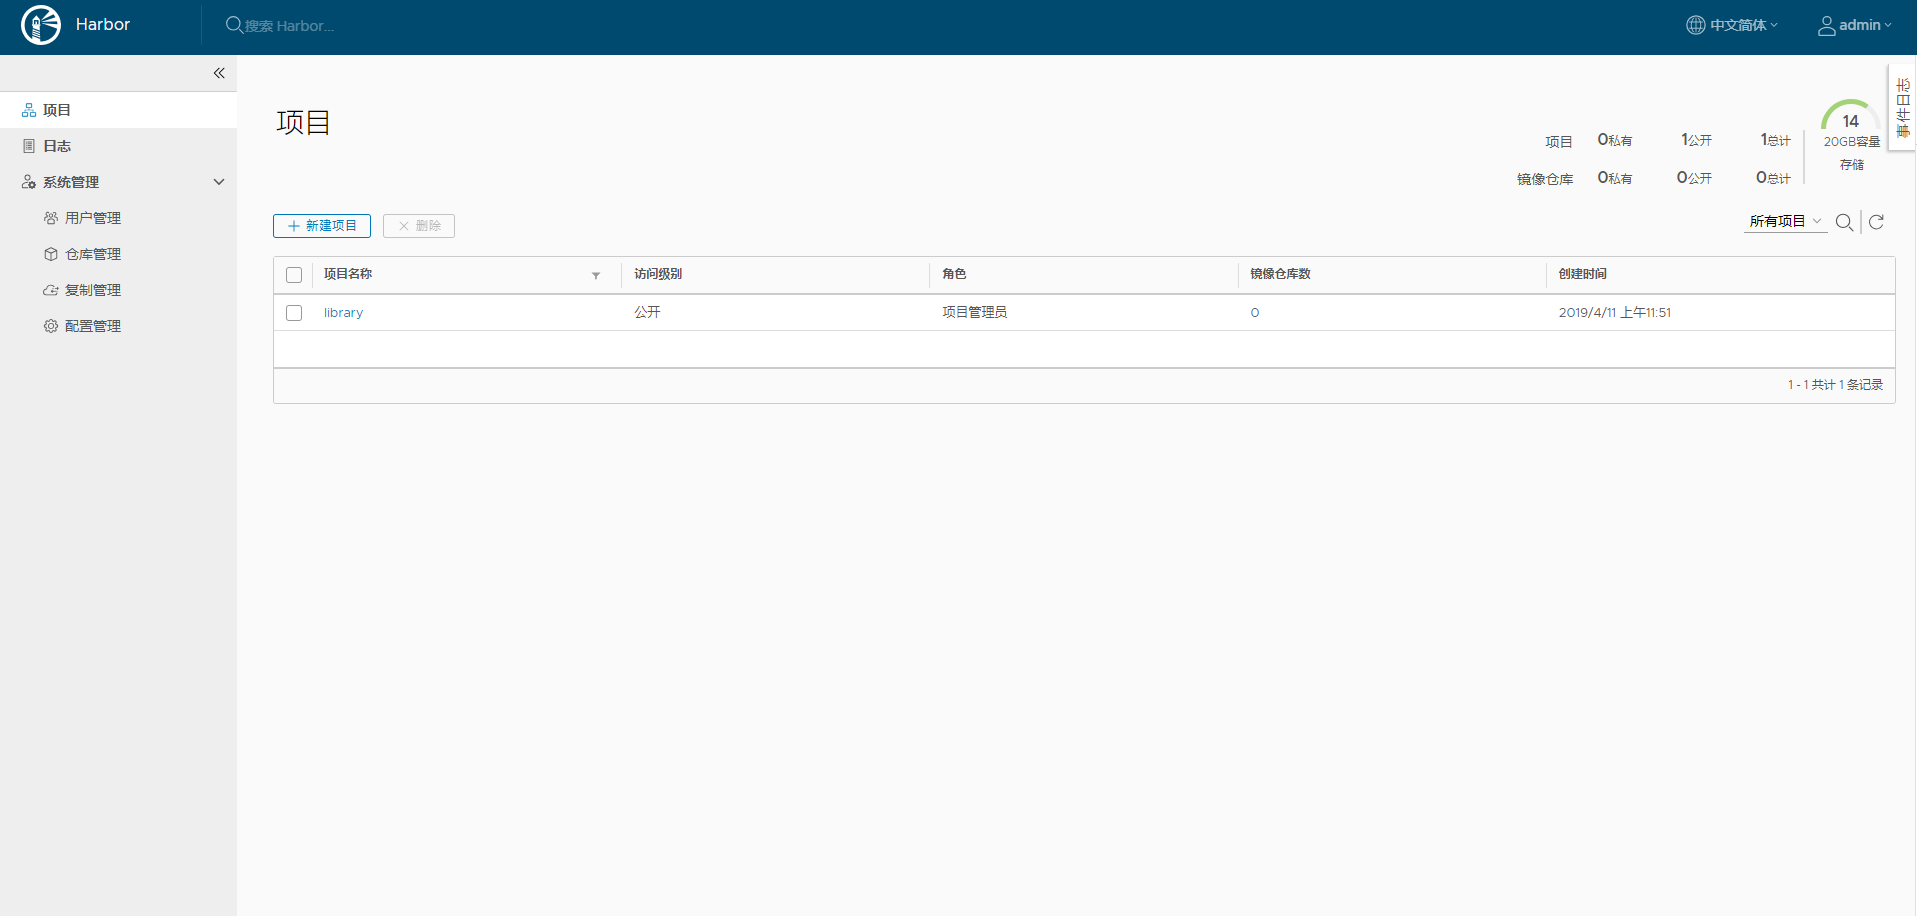 Harbor
搜索 Harbor...
中文简体
admin
项目
日志
系统管理
用户管理
仓库管理
复制管理
配置管理
项目
项目 0私有 1公开 1总计
镜像仓库 0私有 0公开 0总计
14
20GB容量
存储
事件日志
新建项目
删除
所有项目
项目名称 访问级别 角色 镜像仓库数 创建时间
library 公开 项目管理员 0 2019/4/11 上午11:51
1 - 1 共计 1 条记录